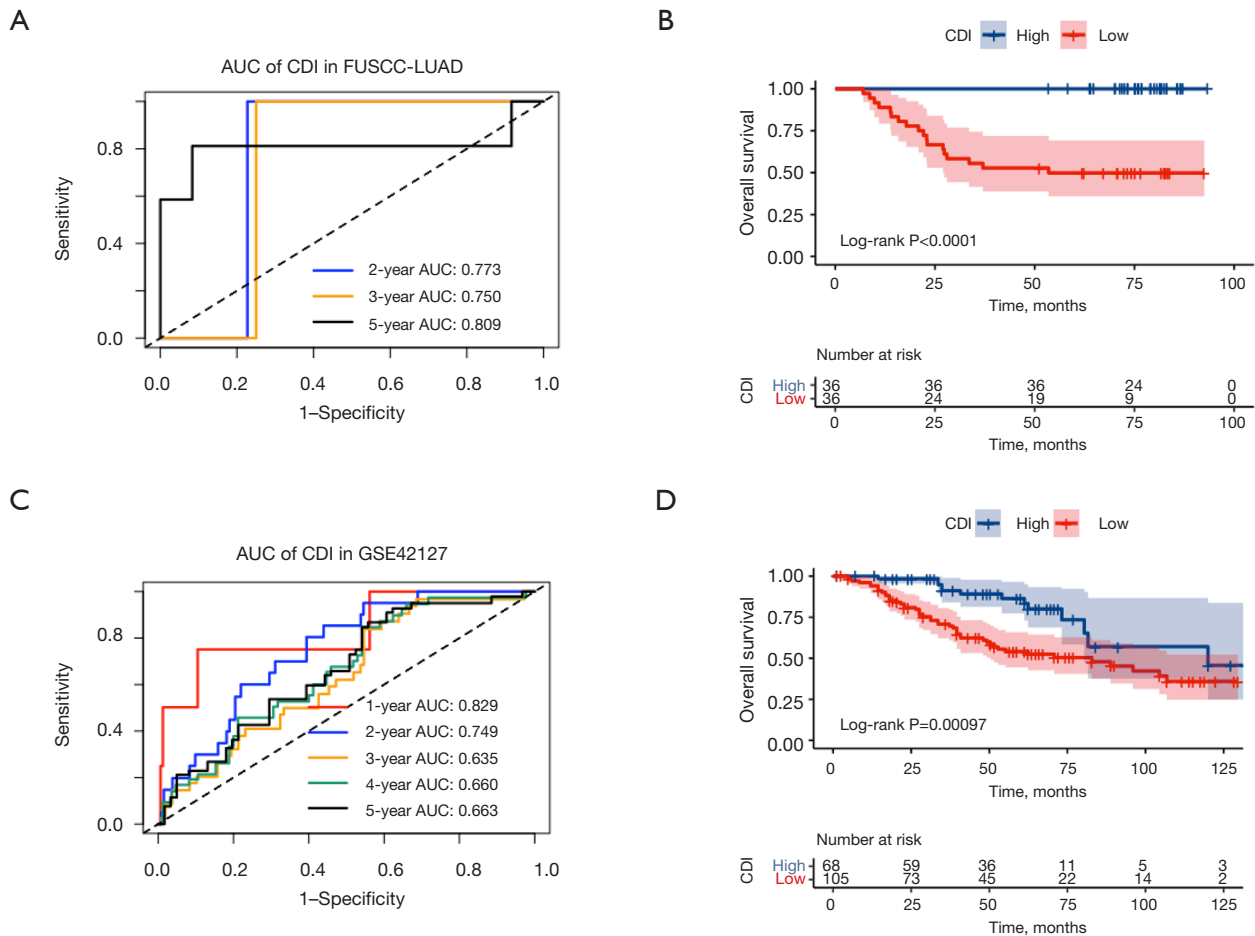 A
AUC of CDI in FUSCC-LUAD
Sensitivity
0.8
0.4
0.0
2-year AUC: 0.773
3-year AUC: 0.750
5-year AUC: 0.809
0.0 0.2 0.4 0.6 0.8 1.0
1–Specificity
B
CDI High Low
Overall survival
1.00
0.75
0.50
0.25
0.00
Log-rank P<0.0001
0 25 50 75 100
Time, months
Number at risk
CDI
High 36 36 36 24 0
Low 36 24 19 9 0
0 25 50 75 100
Time, months
C
AUC of CDI in GSE42127
Sensitivity
0.8
0.4
0.0
1-year AUC: 0.829
2-year AUC: 0.749
3-year AUC: 0.635
4-year AUC: 0.660
5-year AUC: 0.663
0.0 0.2 0.4 0.6 0.8 1.0
1–Specificity
D
CDI High Low
Overall survival
1.00
0.75
0.50
0.25
0.00
Log-rank P=0.00097
0 25 50 75 100 125
Time, months
Number at risk
CDI
High 68 59 36 11 5 3
Low 105 73 45 22 14 2
0 25 50 75 100 125
Time, months